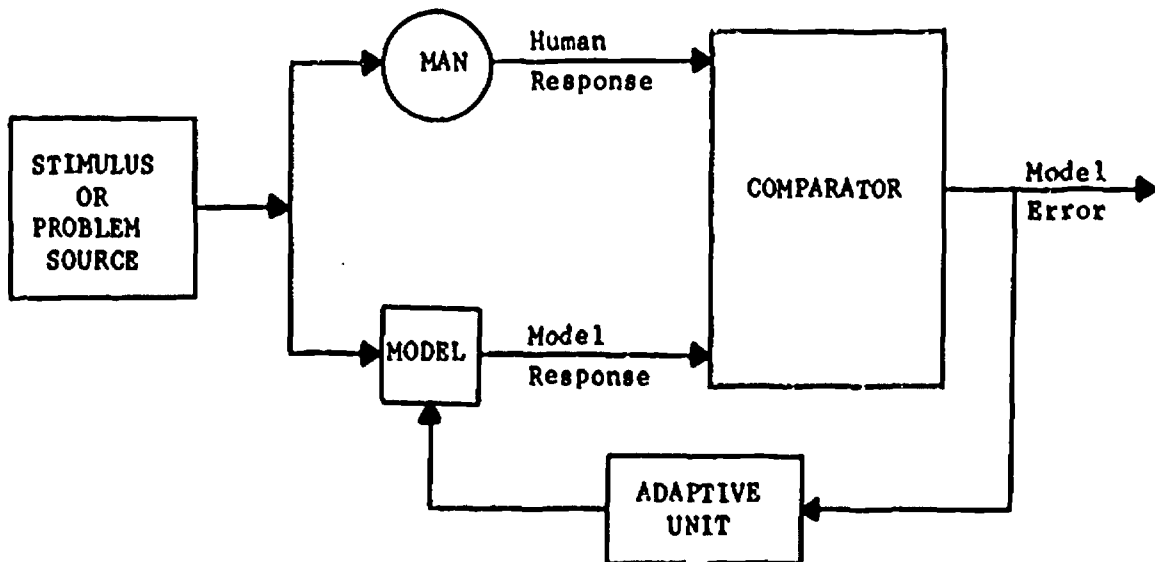 MAN
Human
Response
STIMULUS
OR
PROBLEM
SOURCE
COMPARATOR
Model
Error
MODEL
Model
Response
ADAPTIVE
UNIT